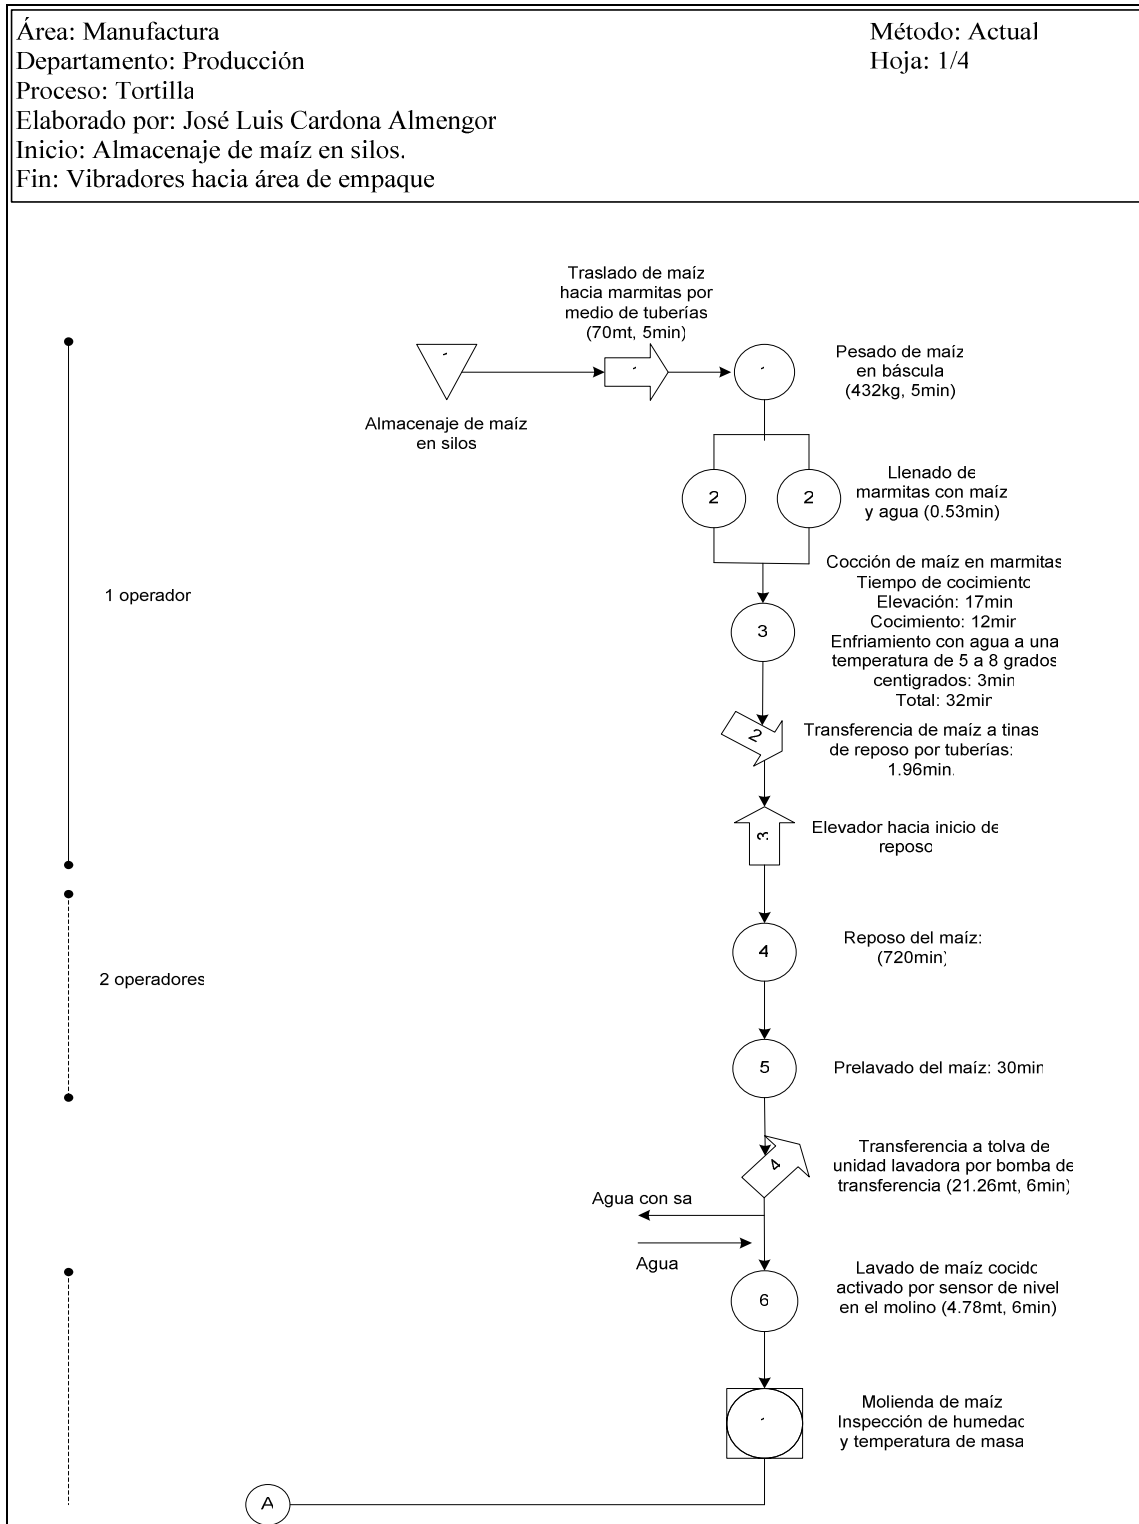 Área: Manufactura
Método: Actual
Departamento: Producción
Hoja: 1/4
Proceso: Tortilla
Elaborado por: José Luis Cardona Almengor
Inicio: Almacenaje de maíz en silos.
Fin: Vibradores hacia área de empaque
Traslado de maíz
hacia marmitas por
medio de tuberías
(70mt, 5min)
Pesado de maíz
en báscula
(432kg, 5min)
Almacenaje de maíz
en silos
2
2
Llenado de
marmitas con maíz
y agua (0.53min)
1 operador
3
Cocción de maíz en marmitas
Tiempo de cocimiento
Elevación: 17min
Cocimiento: 12min
Enfriamiento con agua a una
temperatura de 5 a 8 grados
centigrados: 3min
Total: 32min
2
Transferencia de maíz a tinas
de reposo por tuberías:
1.96min.
3
Elevador hacia inicio de
reposo
4
Reposo del maíz:
(720min)
2 operadores
5
Prelavado del maíz: 30min
4
Transferencia a tolva de
unidad lavadora por bomba de
transferencia (21.26mt, 6min)
Agua con sa
Agua
6
Lavado de maíz cocido
activado por sensor de nivel
en el molino (4.78mt, 6min)
Molienda de maíz
Inspección de humedad
y temperatura de masa
A